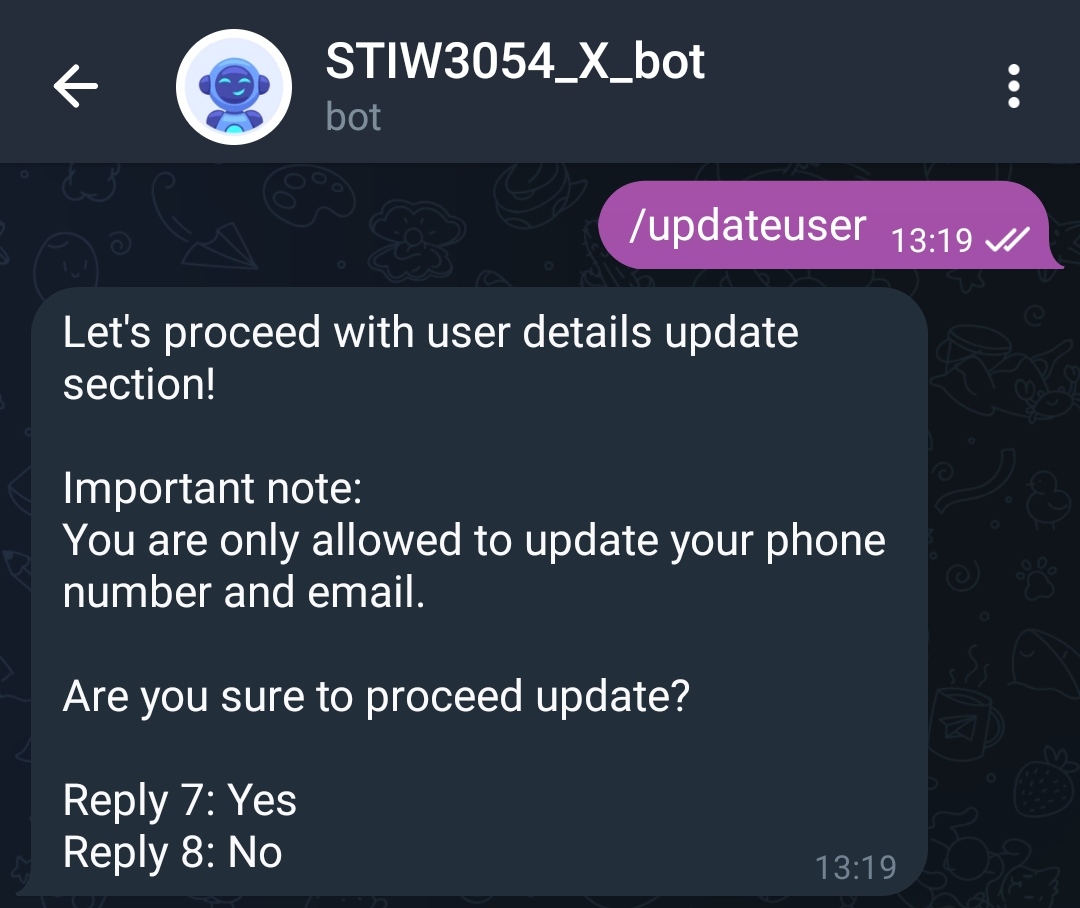 STIW3054_X_bot
bot
/updateuser 13:19
Let's proceed with user details update
section!
Important note:
You are only allowed to update your phone
number and email.
Are you sure to proceed update?
Reply 7: Yes
Reply 8: No
13:19